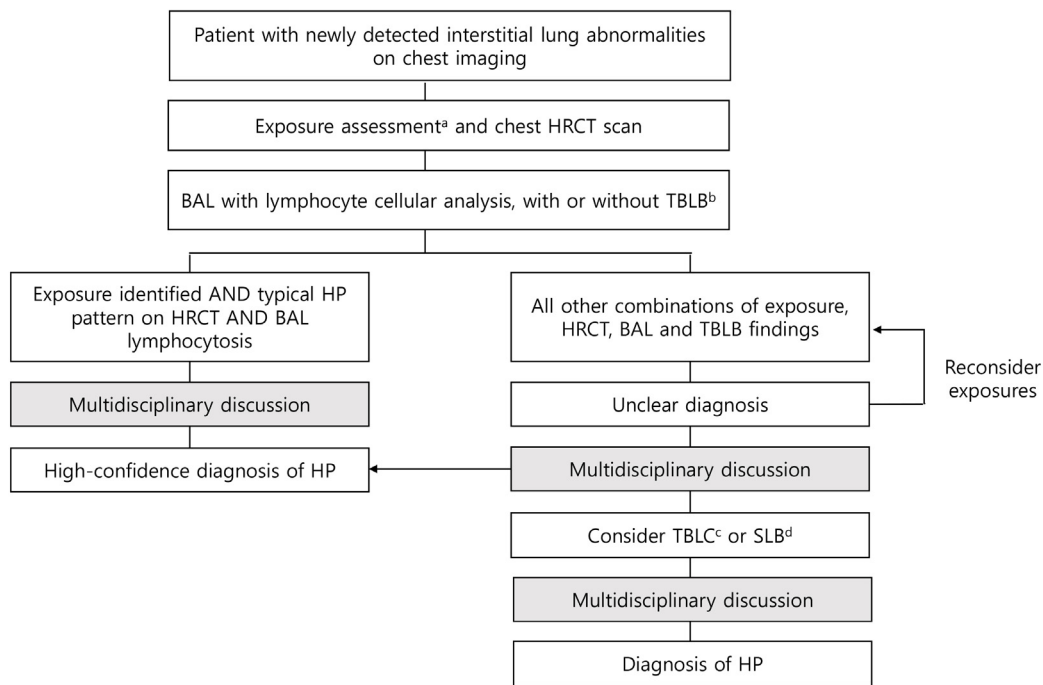 Patient with newly detected interstitial lung abnormalities
on chest imaging
Exposure assessmentᵃ and chest HRCT scan
BAL with lymphocyte cellular analysis, with or without TBLBᵇ
Exposure identified AND typical HP
pattern on HRCT AND BAL
lymphocytosis
Multidisciplinary discussion
High-confidence diagnosis of HP
All other combinations of exposure,
HRCT, BAL and TBLB findings
Unclear diagnosis
Reconsider
exposures
Multidisciplinary discussion
Consider TBLCᶜ or SLBᵈ
Multidisciplinary discussion
Diagnosis of HP